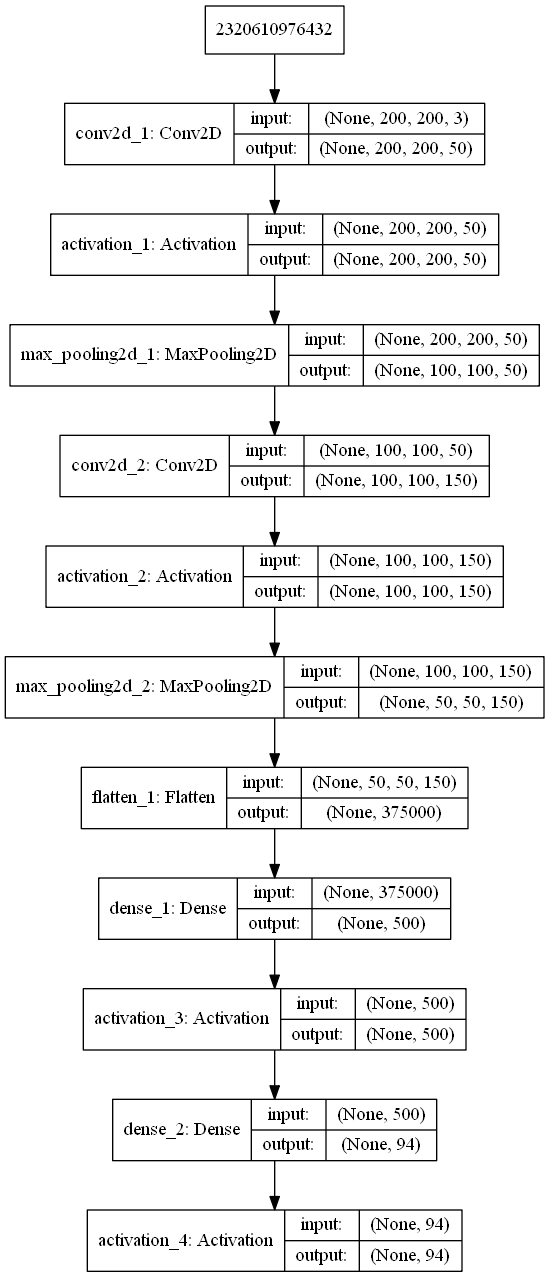 2320610976432
conv2d_1: Conv2D
input: (None, 200, 200, 3)
output: (None, 200, 200, 50)
activation_1: Activation
input: (None, 200, 200, 50)
output: (None, 200, 200, 50)
max_pooling2d_1: MaxPooling2D
input: (None, 200, 200, 50)
output: (None, 100, 100, 50)
conv2d_2: Conv2D
input: (None, 100, 100, 50)
output: (None, 100, 100, 150)
activation_2: Activation
input: (None, 100, 100, 150)
output: (None, 100, 100, 150)
max_pooling2d_2: MaxPooling2D
input: (None, 100, 100, 150)
output: (None, 50, 50, 150)
flatten_1: Flatten
input: (None, 50, 50, 150)
output: (None, 375000)
dense_1: Dense
input: (None, 375000)
output: (None, 500)
activation_3: Activation
input: (None, 500)
output: (None, 500)
dense_2: Dense
input: (None, 500)
output: (None, 94)
activation_4: Activation
input: (None, 94)
output: (None, 94)